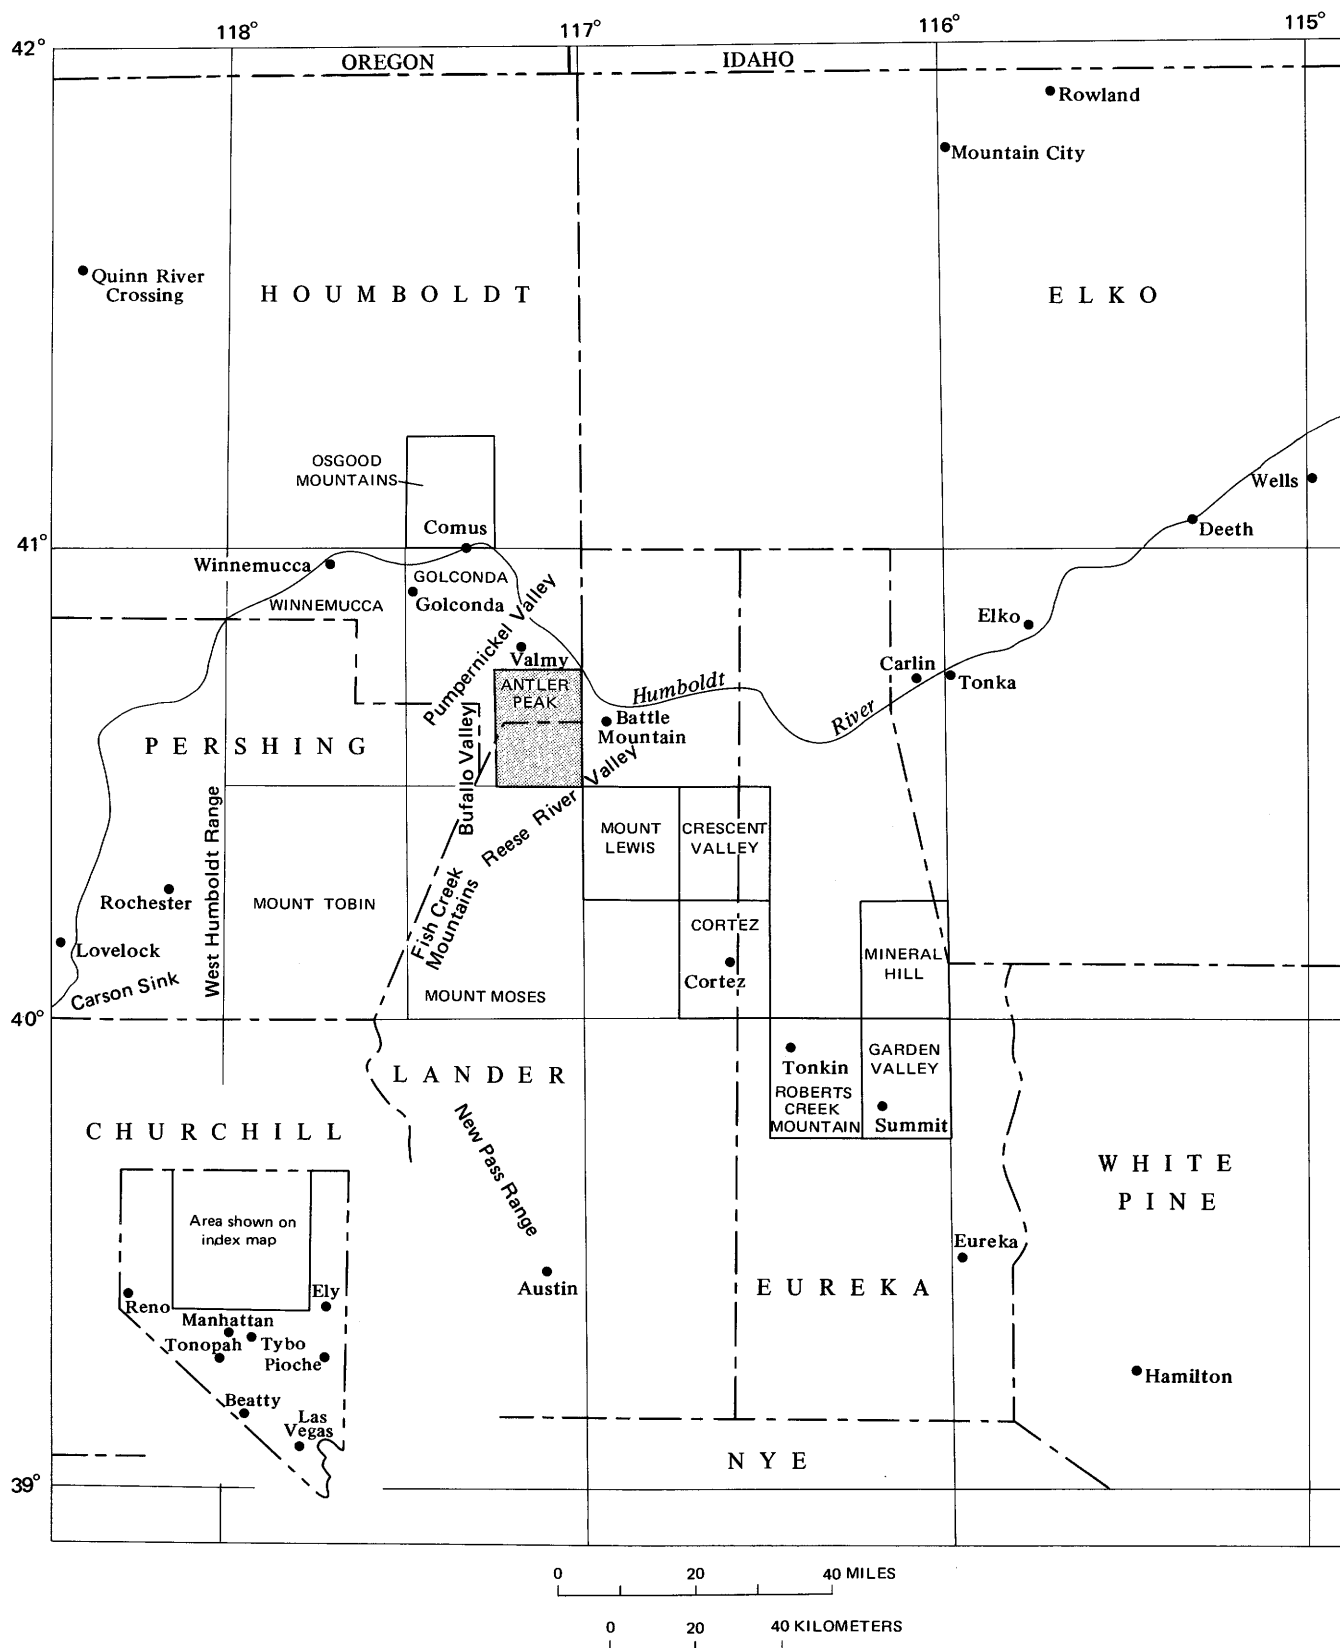 118° 117° 116° 115°
42°
OREGON IDAHO
Rowland
Mountain City
Quinn River
Crossing
HOUMBOLDT
ELKO
OSGOOD
MOUNTAINS
Wells
Comus
Deeth
41°
Winnemucca
GOLCONDA
WINNEMUCCA
Golconda
Pumpernickel Valley
Elko
Valmy
Carlin
Tonka
ANTLER
PEAK
Humboldt
River
Battle
Mountain
PERSHING
Buffalo Valley
Reese River Valley
West Humboldt Range
MOUNT
LEWIS
CRESCENT
VALLEY
Rochester
MOUNT TOBIN
Fish Creek
Mountains
CORTEZ
Lovelock
MINERAL
HILL
Carson Sink
Cortez
MOUNT MOSES
40°
LANDER
Tonkin
GARDEN
VALLEY
ROBERTS
CREEK
MOUNTAIN
Summit
CHURCHILL
New Pass Range
WHITE
PINE
Area shown on
index map
Eureka
Austin
EUREKA
Reno
Ely
Manhattan
Tonopah
Tybo
Pioche
Hamilton
Beatty
Las
Vegas
NYE
39°
0 20 40 MILES
0 20 40 KILOMETERS